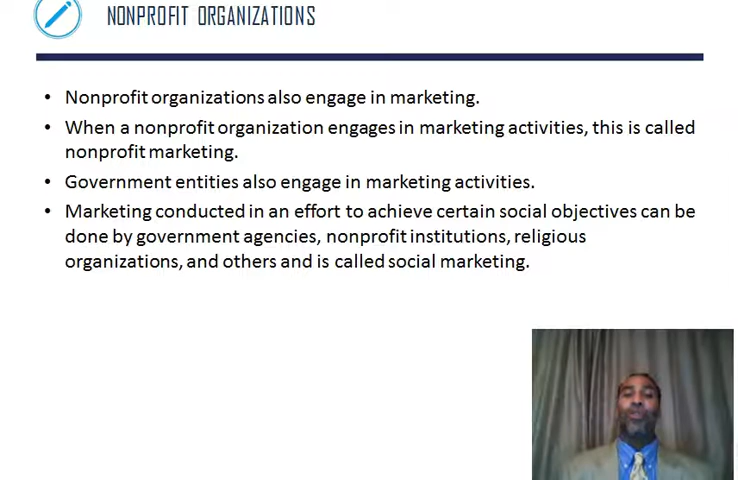 NONPROFIT ORGANIZATIONS
• Nonprofit organizations also engage in marketing.
• When a nonprofit organization engages in marketing activities, this is called
nonprofit marketing.
• Government entities also engage in marketing activities.
• Marketing conducted in an effort to achieve certain social objectives can be
done by government agencies, nonprofit institutions, religious
organizations, and others and is called social marketing.